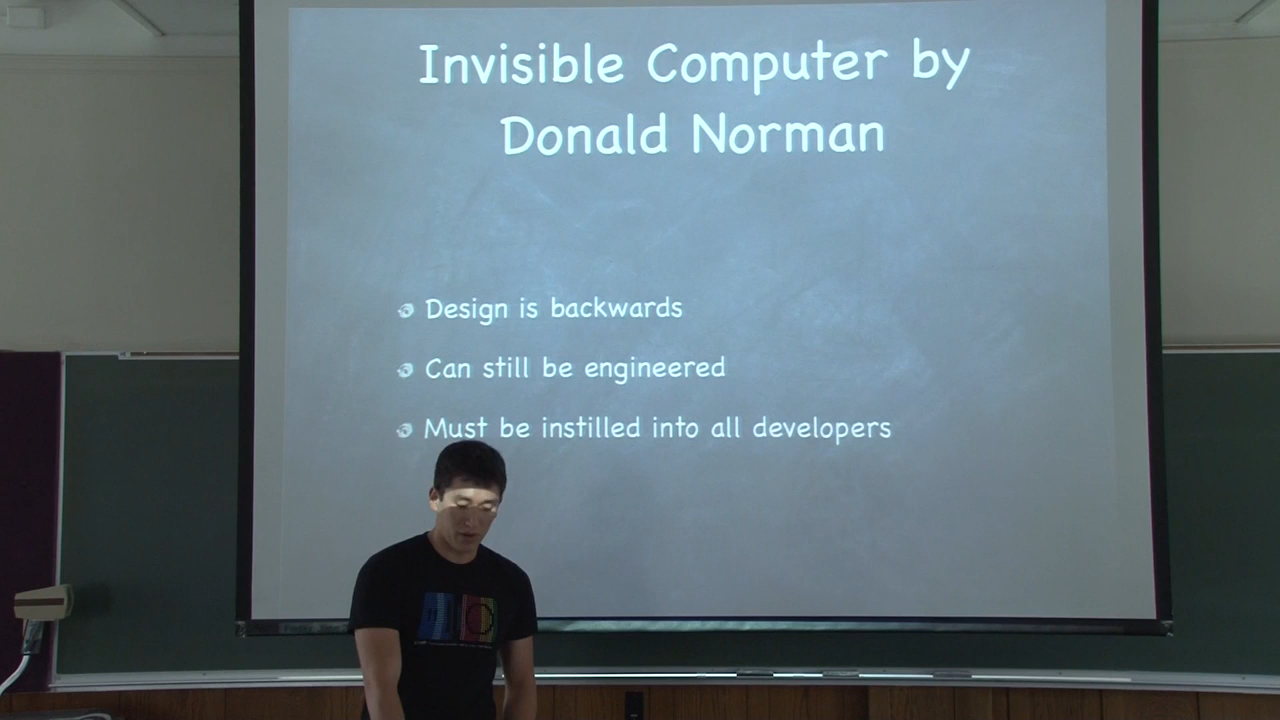 Invisible Computer by
Donald Norman
Design is backwards
Can still be engineered
Must be instilled into all developers